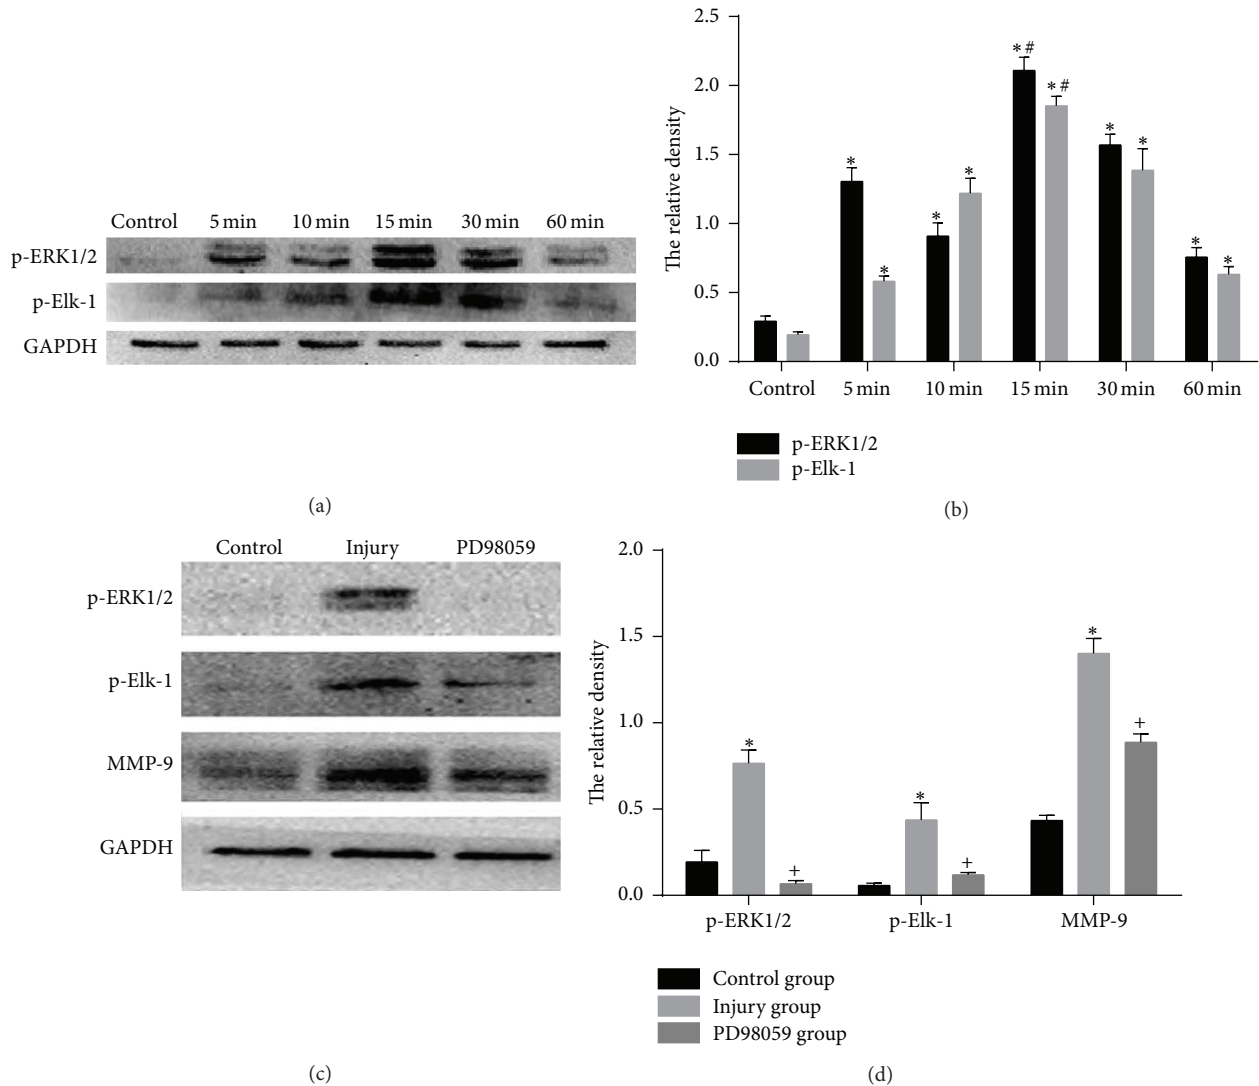 Control 5 min 10 min 15 min 30 min 60 min
p-ERK1/2
p-Elk-1
GAPDH
(a)
2.5
2.0
1.5
1.0
0.5
0.0
The relative density
* * * * *# *# * * * *
Control 5 min 10 min 15 min 30 min 60 min
p-ERK1/2
p-Elk-1
(b)
Control Injury PD98059
p-ERK1/2
p-Elk-1
MMP-9
GAPDH
(c)
2.0
1.5
1.0
0.5
0.0
The relative density
* + * + * +
p-ERK1/2 p-Elk-1 MMP-9
Control group
Injury group
PD98059 group
(d)